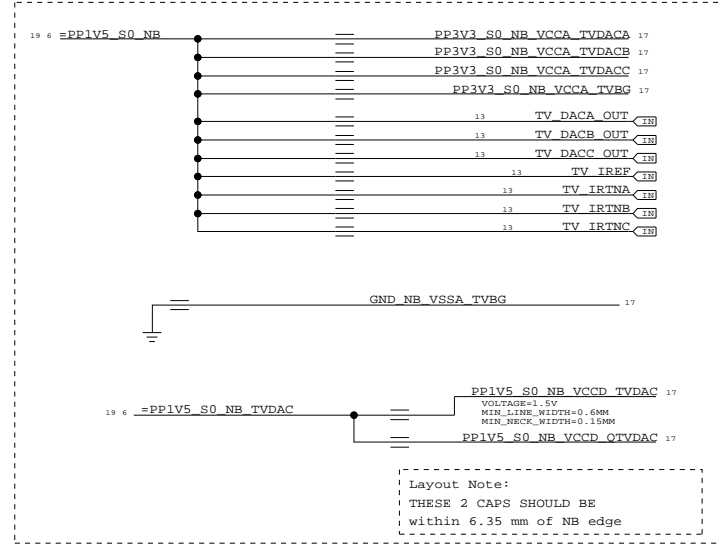 19 6 =PP1V5_S0_NB PP3V3_S0_NB_VCCA_TVDACA 17
PP3V3_S0_NB_VCCA_TVDACB 17
PP3V3_S0_NB_VCCA_TVDACC 17
PP3V3_S0_NB_VCCA_TVBG 17
13 TV_DACA_OUT IN
13 TV_DACB_OUT IN
13 TV_DACC_OUT IN
13 TV_IREF IN
13 TV_IRTNA IN
13 TV_IRTNB IN
13 TV_IRTNC IN
GND_NB_VSSA_TVBG 17
PP1V5_S0_NB_VCCD_TVDAC 17
VOLTAGE=1.5V
MIN_LINE_WIDTH=0.6MM
MIN_NECK_WIDTH=0.15MM
19 6 =PP1V5_S0_NB_TVDAC
PP1V5_S0_NB_VCCD_QTVDAC 17
Layout Note:
THESE 2 CAPS SHOULD BE
within 6.35 mm of NB edge